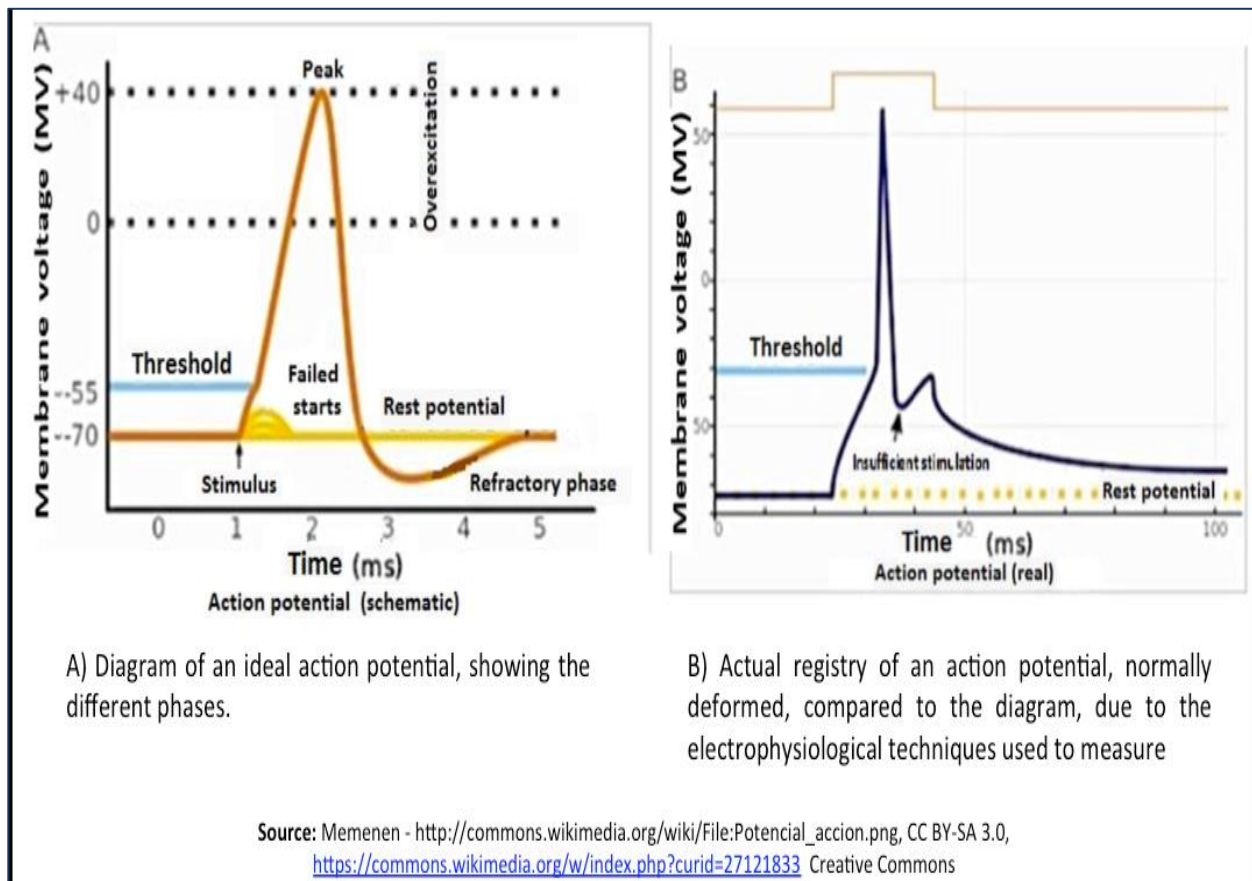 A
Membrane voltage (MV)
+40
0
--55
--70
Peak
Overexcitation
Threshold
Failed
starts
Rest potential
Stimulus
Refractory phase
0 1 2 3 4 5
Time (ms)
Action potential (schematic)
B
Membrane voltage (MV)
50
0
50
Threshold
Insufficient stimulation
Rest potential
0 50 100
Time (ms)
Action potential (real)
A) Diagram of an ideal action potential, showing the
different phases.
B) Actual registry of an action potential, normally
deformed, compared to the diagram, due to the
electrophysiological techniques used to measure
Source: Memenen - http://commons.wikimedia.org/wiki/File:Potencial_accion.png, CC BY-SA 3.0,
https://commons.wikimedia.org/w/index.php?curid=27121833 Creative Commons